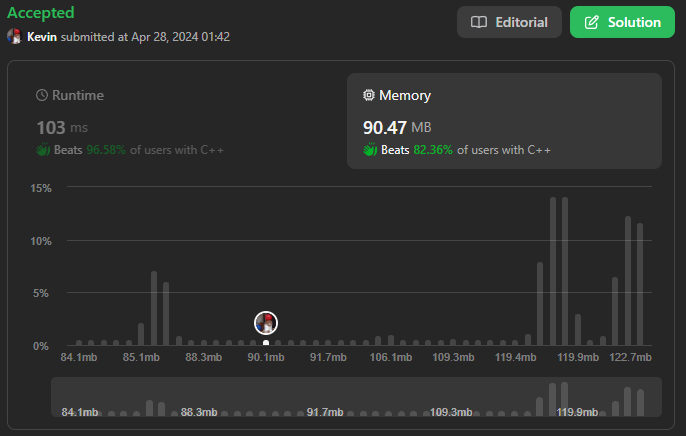 Accepted
Editorial
Solution
Kevin submitted at Apr 28, 2024 01:42
Runtime
Memory
103 ms
90.47 MB
Beats 96.58% of users with C++
Beats 82.36% of users with C++
15%
10%
5%
0%
84.1mb 85.1mb 88.3mb 90.1mb 91.7mb 106.1mb 109.3mb 119.4mb 119.9mb 122.7mb
84.1mb 88.3mb 91.7mb 109.3mb 119.9mb